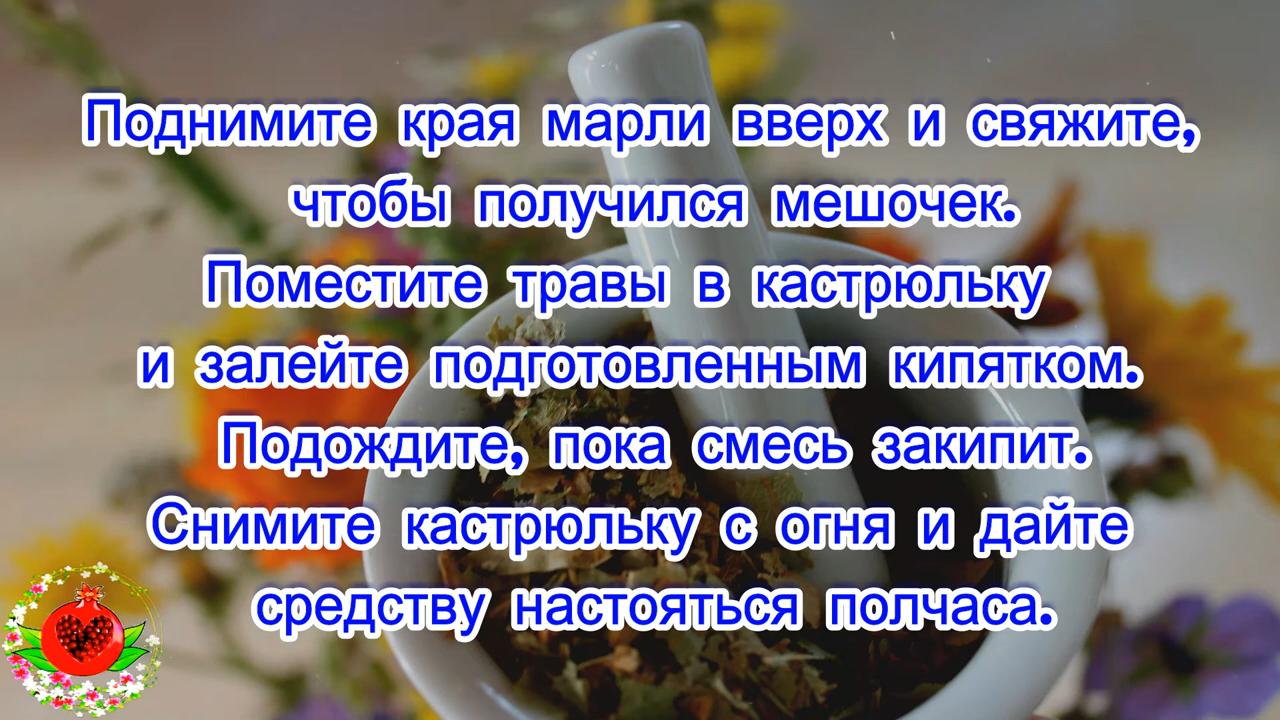 Поднимите края марли вверх и свяжите,
чтобы получился мешочек.
Поместите травы в кастрюльку
и залейте подготовленным кипятком.
Подождите, пока смесь закипит.
Снимите кастрюльку с огня и дайте
средству настояться полчаса.